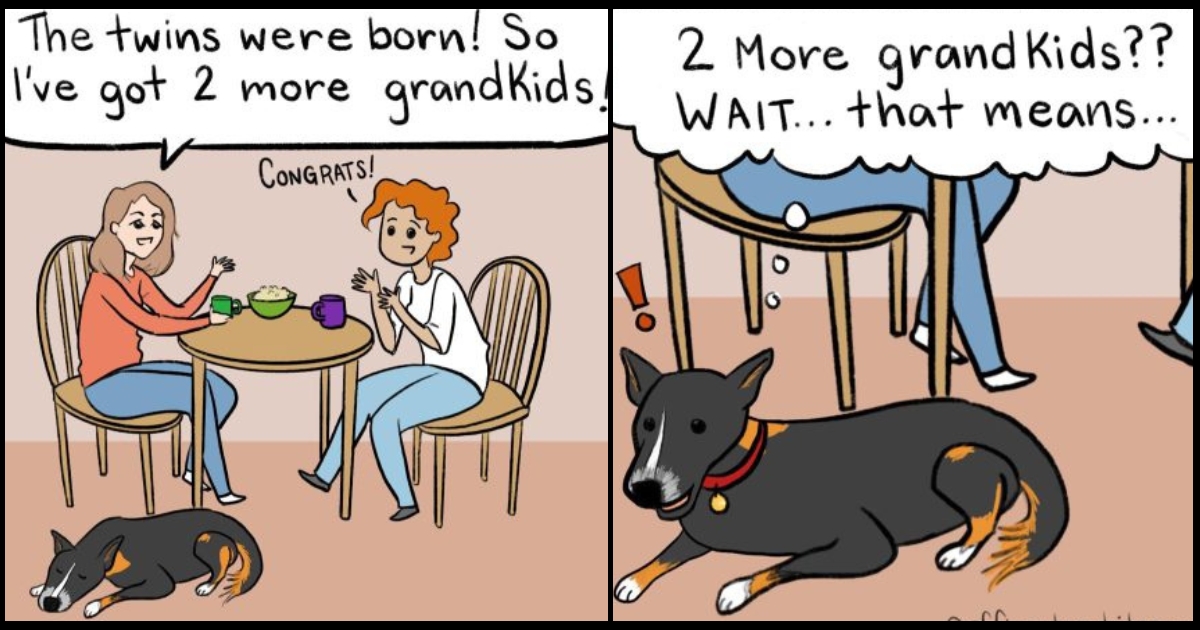 The twins were born! So
I've got 2 more grandkids!
CONGRATS!
2 More grandkids??
WAIT... that means...
!